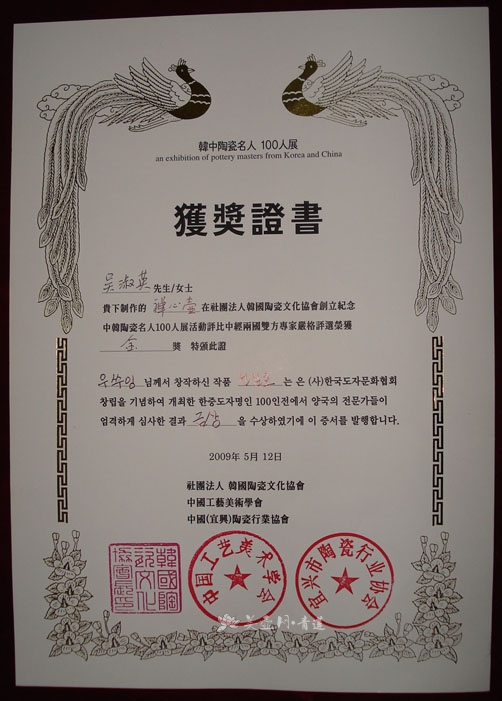 韓中陶瓷名人 100人展
an exhibition of pottery masters from Korea and China
獲獎證書
吴淑英 先生/女士
貴下制作的 禅心壶 在社團法人韓國陶瓷文化協會創立紀念
中韓陶瓷名人100人展活動評比中經兩國雙方專家嚴格評選榮獲
金 獎 特頒此證
오숙영 님께서 창작하신 작품 는 은 (사)한국도자문화협회
창립을 기념하여 개최한 한중도자명인 100인전에서 양국의 전문가들이
엄격하게 심사한 결과 금상 을 수상하였기에 이 증서를 발행합니다.
2009年 5月 12日
社團法人 韓國陶瓷文化協會
中國工藝美術學會
中國(宜興)陶瓷行業協會
中国工艺美术学会
宜兴市陶瓷行业协会